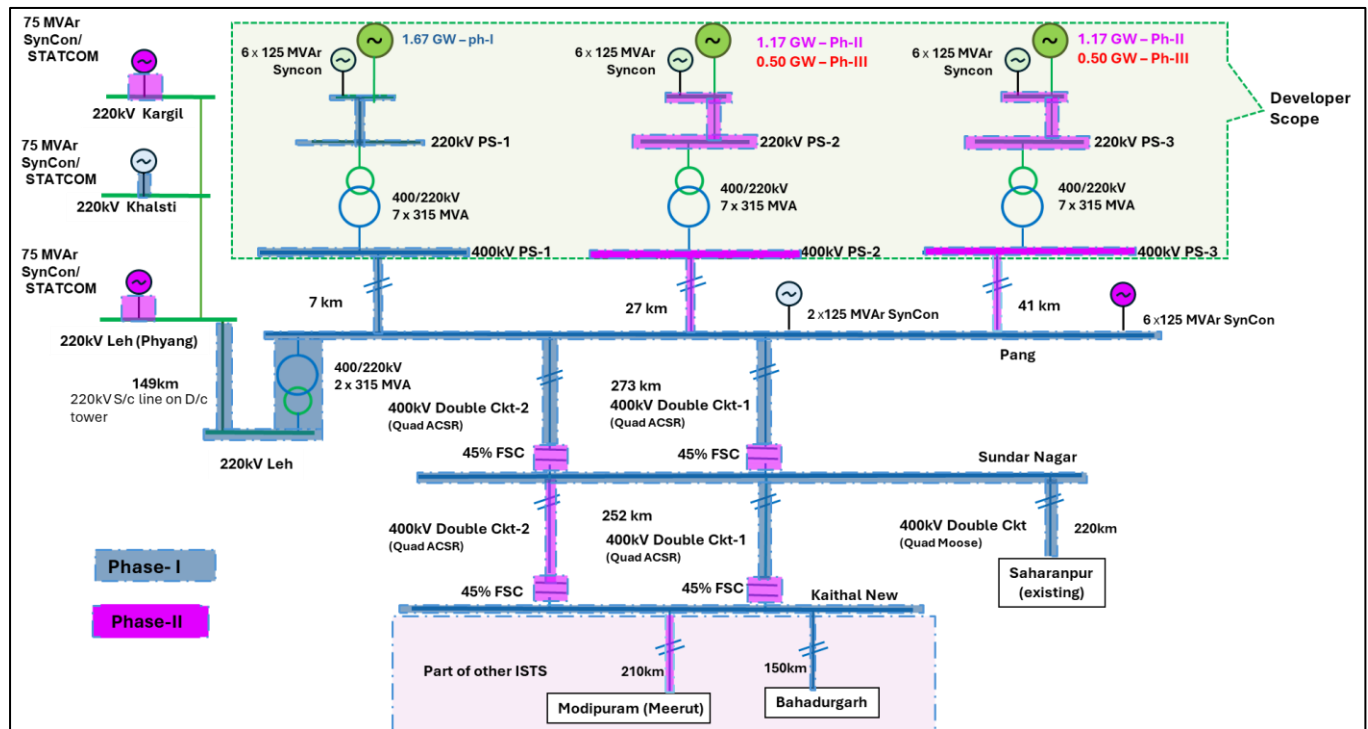 75 MVAr
SynCon/
STATCOM
220kV Kargil
75 MVAr
SynCon/
STATCOM
220kV Khalsti
75 MVAr
SynCon/
STATCOM
220kV Leh (Phyang)
149km
220kV S/c line on D/c
tower
220kV Leh
400/220kV
2 x 315 MVA
6 x 125 MVAr
Syncon
1.67 GW – ph-I
220kV PS-1
400/220kV
7 x 315 MVA
400kV PS-1
7 km
6 x 125 MVAr
Syncon
1.17 GW – Ph-II
0.50 GW – Ph-III
220kV PS-2
400/220kV
7 x 315 MVA
400kV PS-2
27 km
6 x 125 MVAr
Syncon
1.17 GW – Ph-II
0.50 GW – Ph-III
220kV PS-3
400/220kV
7 x 315 MVA
400kV PS-3
41 km
Developer
Scope
2 x125 MVAr SynCon
6 x125 MVAr SynCon
Pang
400kV Double Ckt-2
(Quad ACSR)
273 km
400kV Double Ckt-1
(Quad ACSR)
45% FSC
45% FSC
Sundar Nagar
400kV Double Ckt-2
(Quad ACSR)
252 km
400kV Double Ckt-1
(Quad ACSR)
400kV Double Ckt
(Quad Moose)
220km
Saharanpur
(existing)
45% FSC
45% FSC
Kaithal New
Phase- I
Phase-II
Part of other ISTS
210km
150km
Modipuram (Meerut)
Bahadurgarh